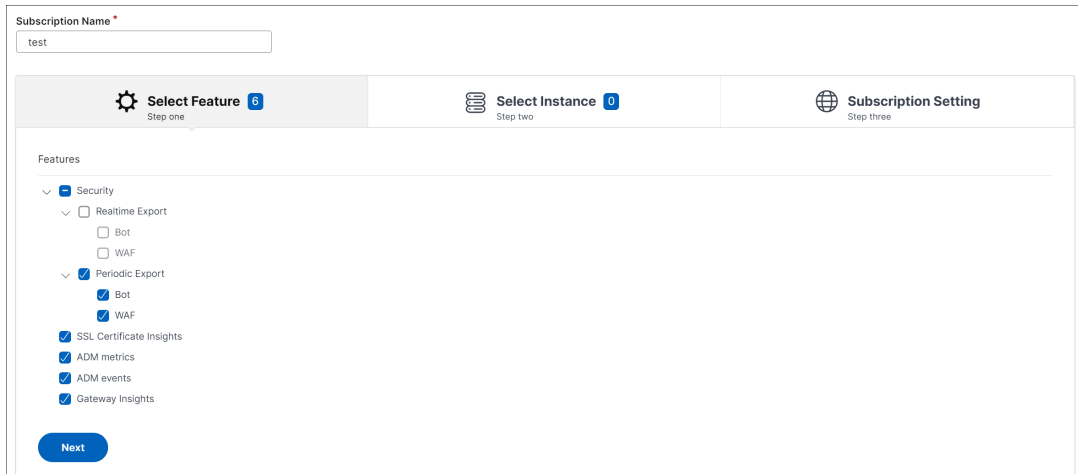 Subscription Name *
test
Select Feature 6
Step one
Select Instance 0
Step two
Subscription Setting
Step three
Features
Security
Realtime Export
Bot
WAF
Periodic Export
Bot
WAF
SSL Certificate Insights
ADM metrics
ADM events
Gateway Insights
Next